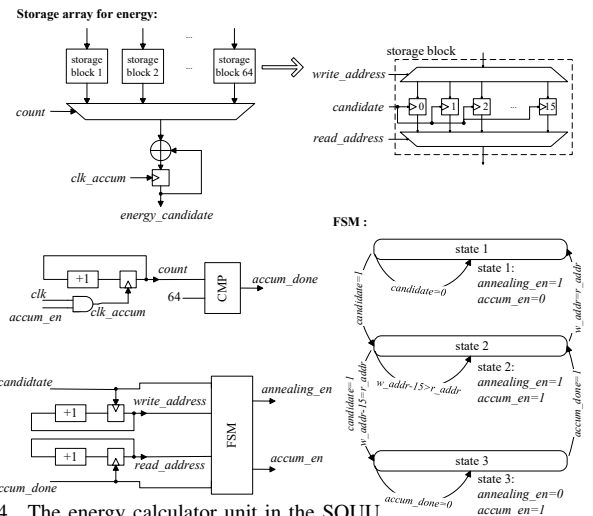 Storage array for energy:
...
storage block 1
storage block 2
...
storage block 64
count
clk_accum
energy_candidate
storage block
write_address
candidate
0
1
2
...
15
read_address
+1
count
clk
accum_en
clk_accum
64
CMP
accum_done
candidtate
+1
write_address
+1
read_address
accum_done
FSM
annealing_en
accum_en
FSM :
state 1
candidate=0
state 1:
annealing_en=1
accum_en=0
candidate=1
w_addr=r_addr
state 2
w_addr-15>r_addr
state 2:
annealing_en=1
accum_en=1
candidate=1
w_addr-15=r_addr
accum_done=1
state 3
accum_done=0
state 3:
annealing_en=0
accum_en=1
4. The energy calculator unit in the SQUU